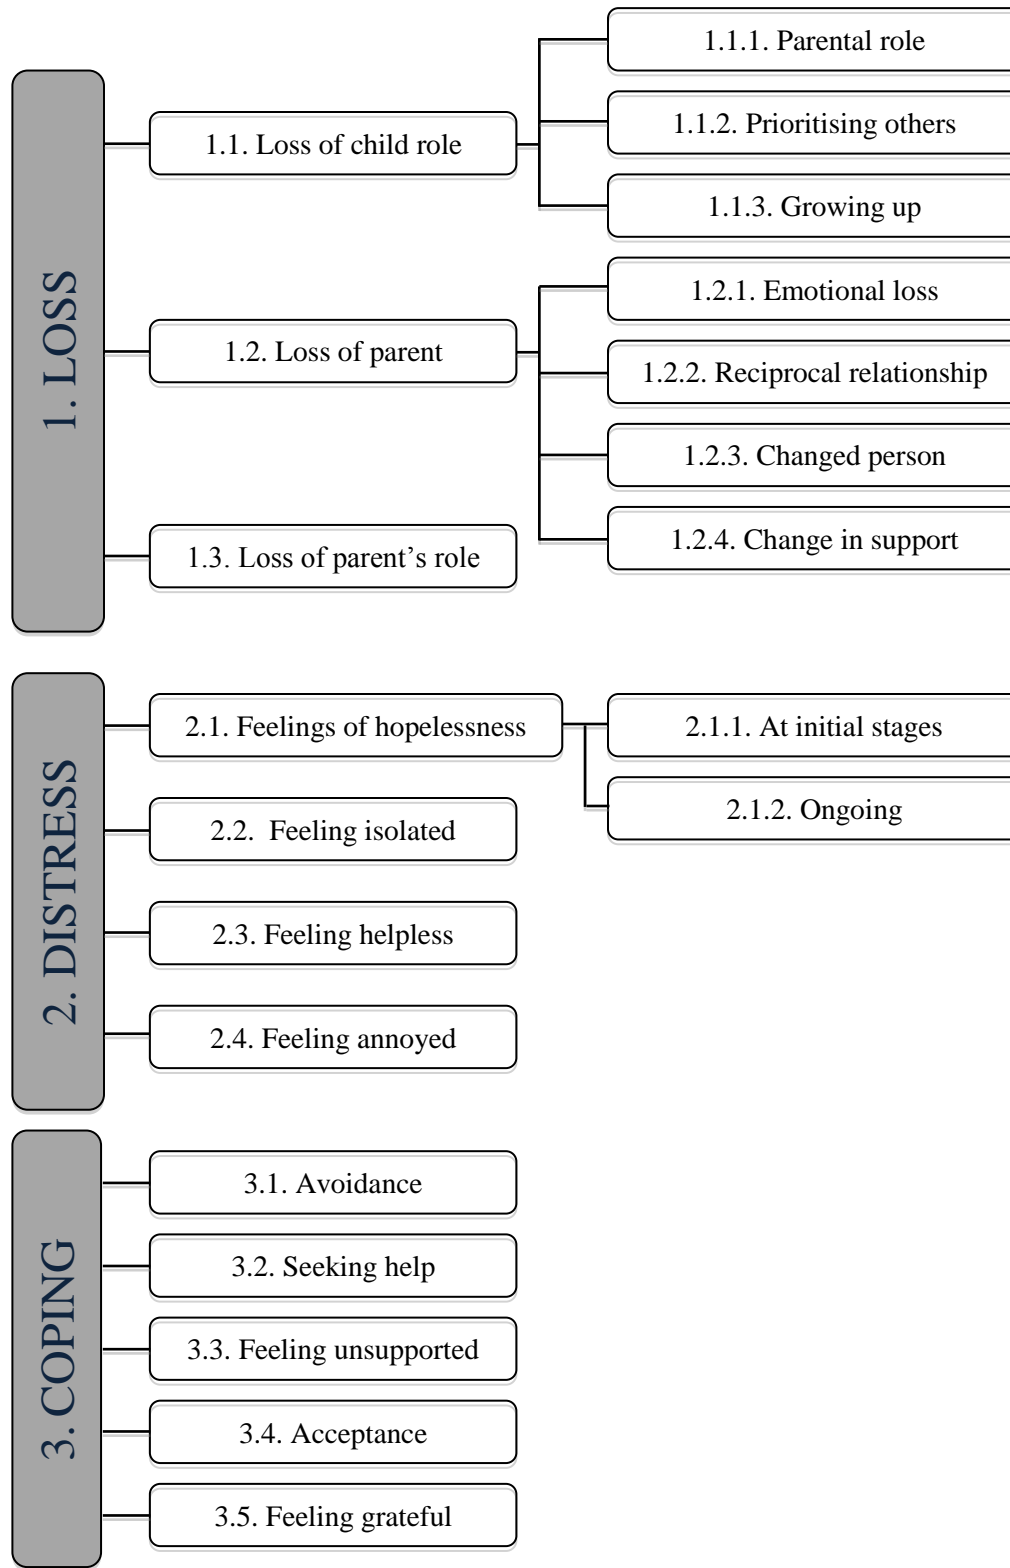 1. LOSS
1.1. Loss of child role
1.1.1. Parental role
1.1.2. Prioritising others
1.1.3. Growing up
1.2. Loss of parent
1.2.1. Emotional loss
1.2.2. Reciprocal relationship
1.2.3. Changed person
1.2.4. Change in support
1.3. Loss of parent’s role
2. DISTRESS
2.1. Feelings of hopelessness
2.1.1. At initial stages
2.1.2. Ongoing
2.2.  Feeling isolated
2.3. Feeling helpless
2.4. Feeling annoyed
3. COPING
3.1. Avoidance
3.2. Seeking help
3.3. Feeling unsupported
3.4. Acceptance
3.5. Feeling grateful